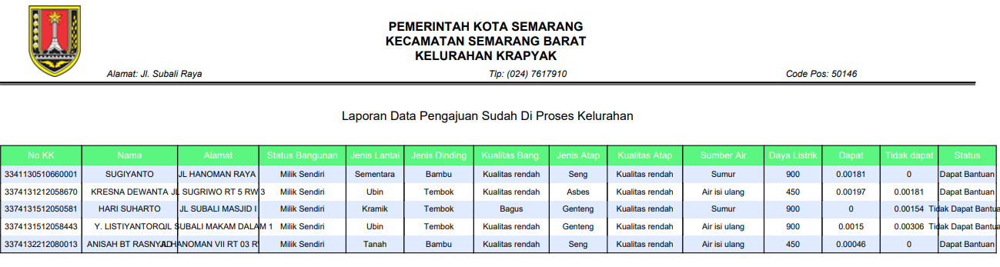 PEMERINTAH KOTA SEMARANG
KECAMATAN SEMARANG BARAT
KELURAHAN KRAPYAK
Alamat: Jl. Subali Raya Tlp: (024) 7617910 Code Pos: 50146
Laporan Data Pengajuan Sudah Di Proses Kelurahan
No KK Nama Alamat Status Bangunan Jenis Lantai Jenis Dinding Kualitas Bang. Jenis Atap Kualitas Atap Sumber Air Daya Listrik Dapat Tidak dapat Status
3341130510660001 SUGIYANTO JL HANOMAN RAYA Milik Sendiri Sementara Bambu Kualitas rendah Seng Kualitas rendah Sumur 900 0.00181 0 Dapat Bantuan
3374131212058670 KRESNA DEWANTA JL SUGRIWO RT 5 RW 3 Milik Sendiri Ubin Tembok Kualitas rendah Asbes Kualitas rendah Air isi ulang 450 0.00197 0.00181 Dapat Bantuan
3374131512050581 HARI SUHARTO JL SUBALI MASJID I Milik Sendiri Kramik Tembok Bagus Genteng Kualitas rendah Sumur 900 0 0.00154 Tidak Dapat Bantua
3374131512058443 Y. LISTIYANTORO JL SUBALI MAKAM DALAM 1 Milik Sendiri Ubin Tembok Kualitas rendah Genteng Kualitas rendah Air isi ulang 900 0.0015 0.00306 Tidak Dapat Bantua
3374132212080013 ANISAH BT RASNYAD HANOMAN VII RT 03 Milik Sendiri Tanah Bambu Kualitas rendah Seng Kualitas rendah Air isi ulang 450 0.00046 0 Dapat Bantuan